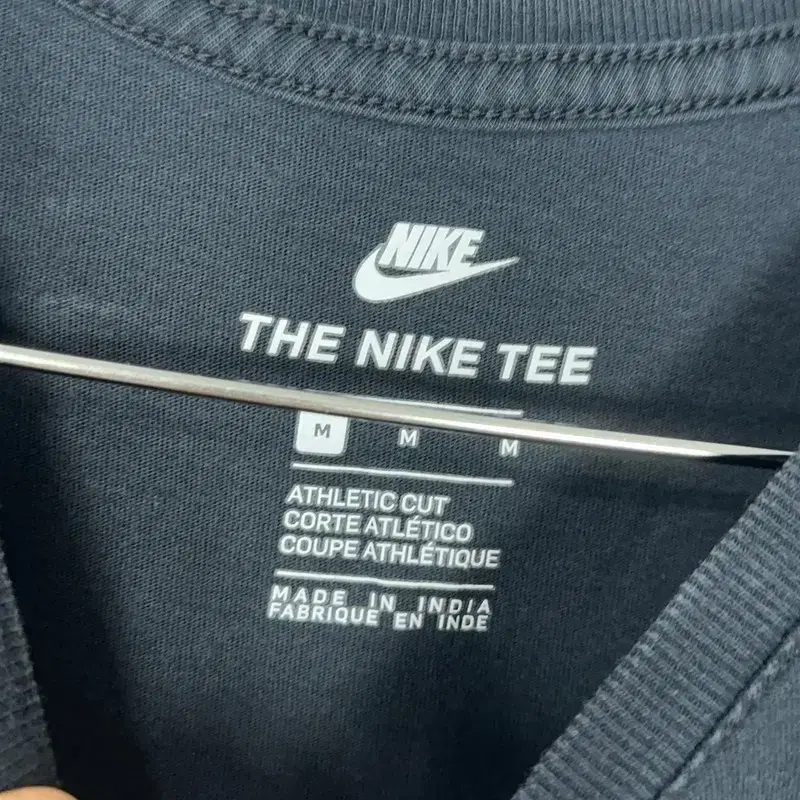 NIKE
THE NIKE TEE
M M M
ATHLETIC CUT
CORTE ATLÉTICO
COUPE ATHLÉTIQUE
MADE IN INDIA
FABRIQUE EN INDE